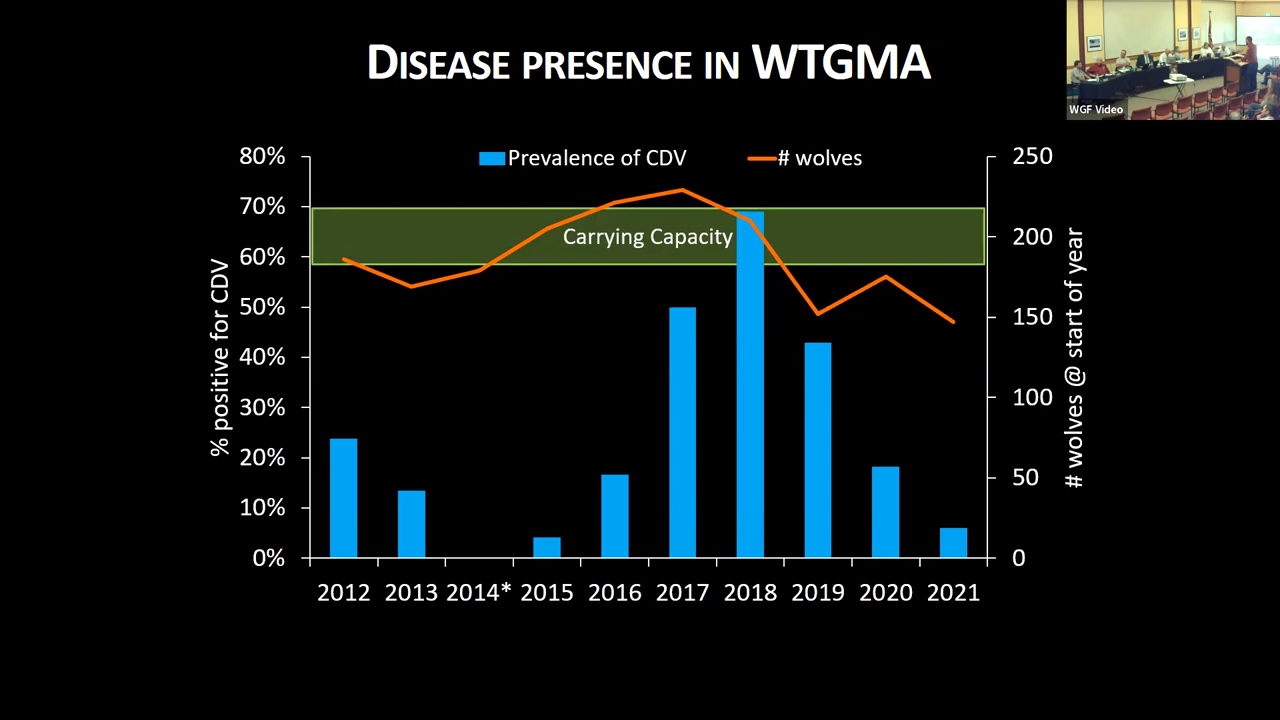 DISEASE PRESENCE IN WTGMA
WGF Video
Prevalence of CDV
# wolves
80%
70%
60%
50%
40%
30%
20%
10%
0%
% positive for CDV
Carrying Capacity
250
200
150
100
50
0
# wolves @ start of year
2012 2013 2014* 2015 2016 2017 2018 2019 2020 2021